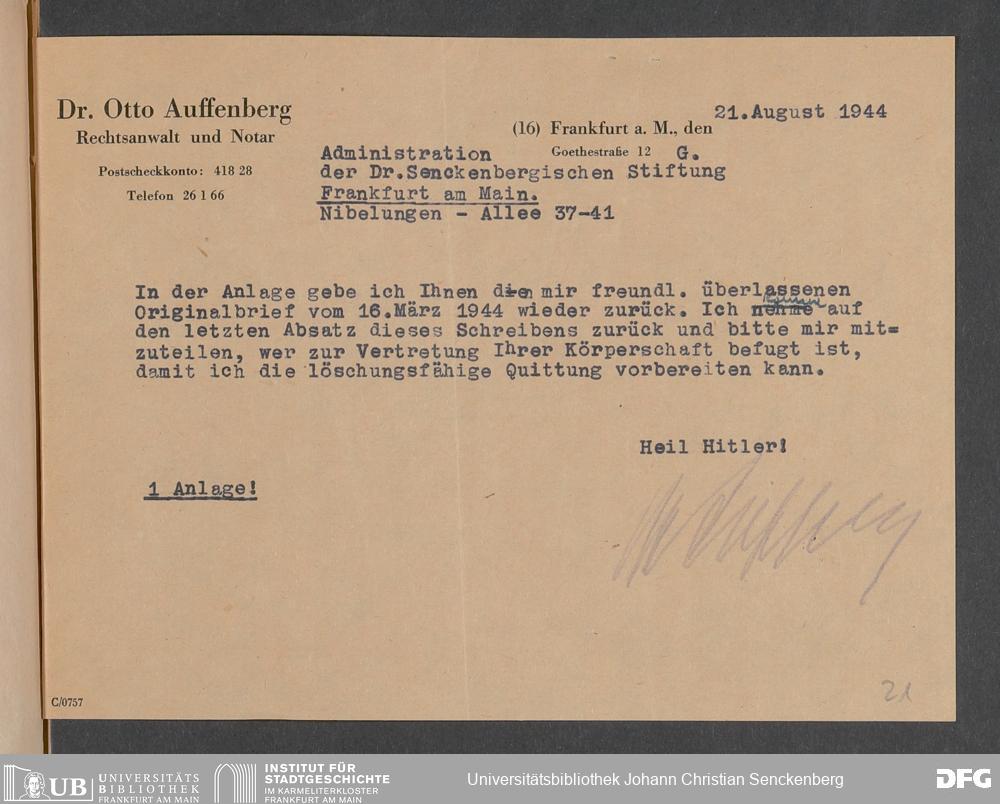 Dr. Otto Auffenberg
Rechtsanwalt und Notar
Postscheckkonto: 418 28
Telefon 26 1 66
(16) Frankfurt a. M., den 21.August 1944
Goethestraße 12 G.
Administration
der Dr.Senckenbergischen Stiftung
Frankfurt am Main.
Nibelungen - Allee 37-41
In der Anlage gebe ich Ihnen den mir freundl. überlassenen
Originalbrief vom 16.März 1944 wieder zurück. Ich nehme auf
den letzten Absatz dieses Schreibens zurück und bitte mir mit=
zuteilen, wer zur Vertretung Ihrer Körperschaft befugt ist,
damit ich die löschungsfähige Quittung vorbereiten kann.
Heil Hitler!
1 Anlage!
21
C/0757
UB UNIVERSITÄTS
BIBLIOTHEK
FRANKFURT AM MAIN
INSTITUT FÜR
STADTGESCHICHTE
IM KARMELITERKLOSTER
FRANKFURT AM MAIN
Universitätsbibliothek Johann Christian Senckenberg
DFG